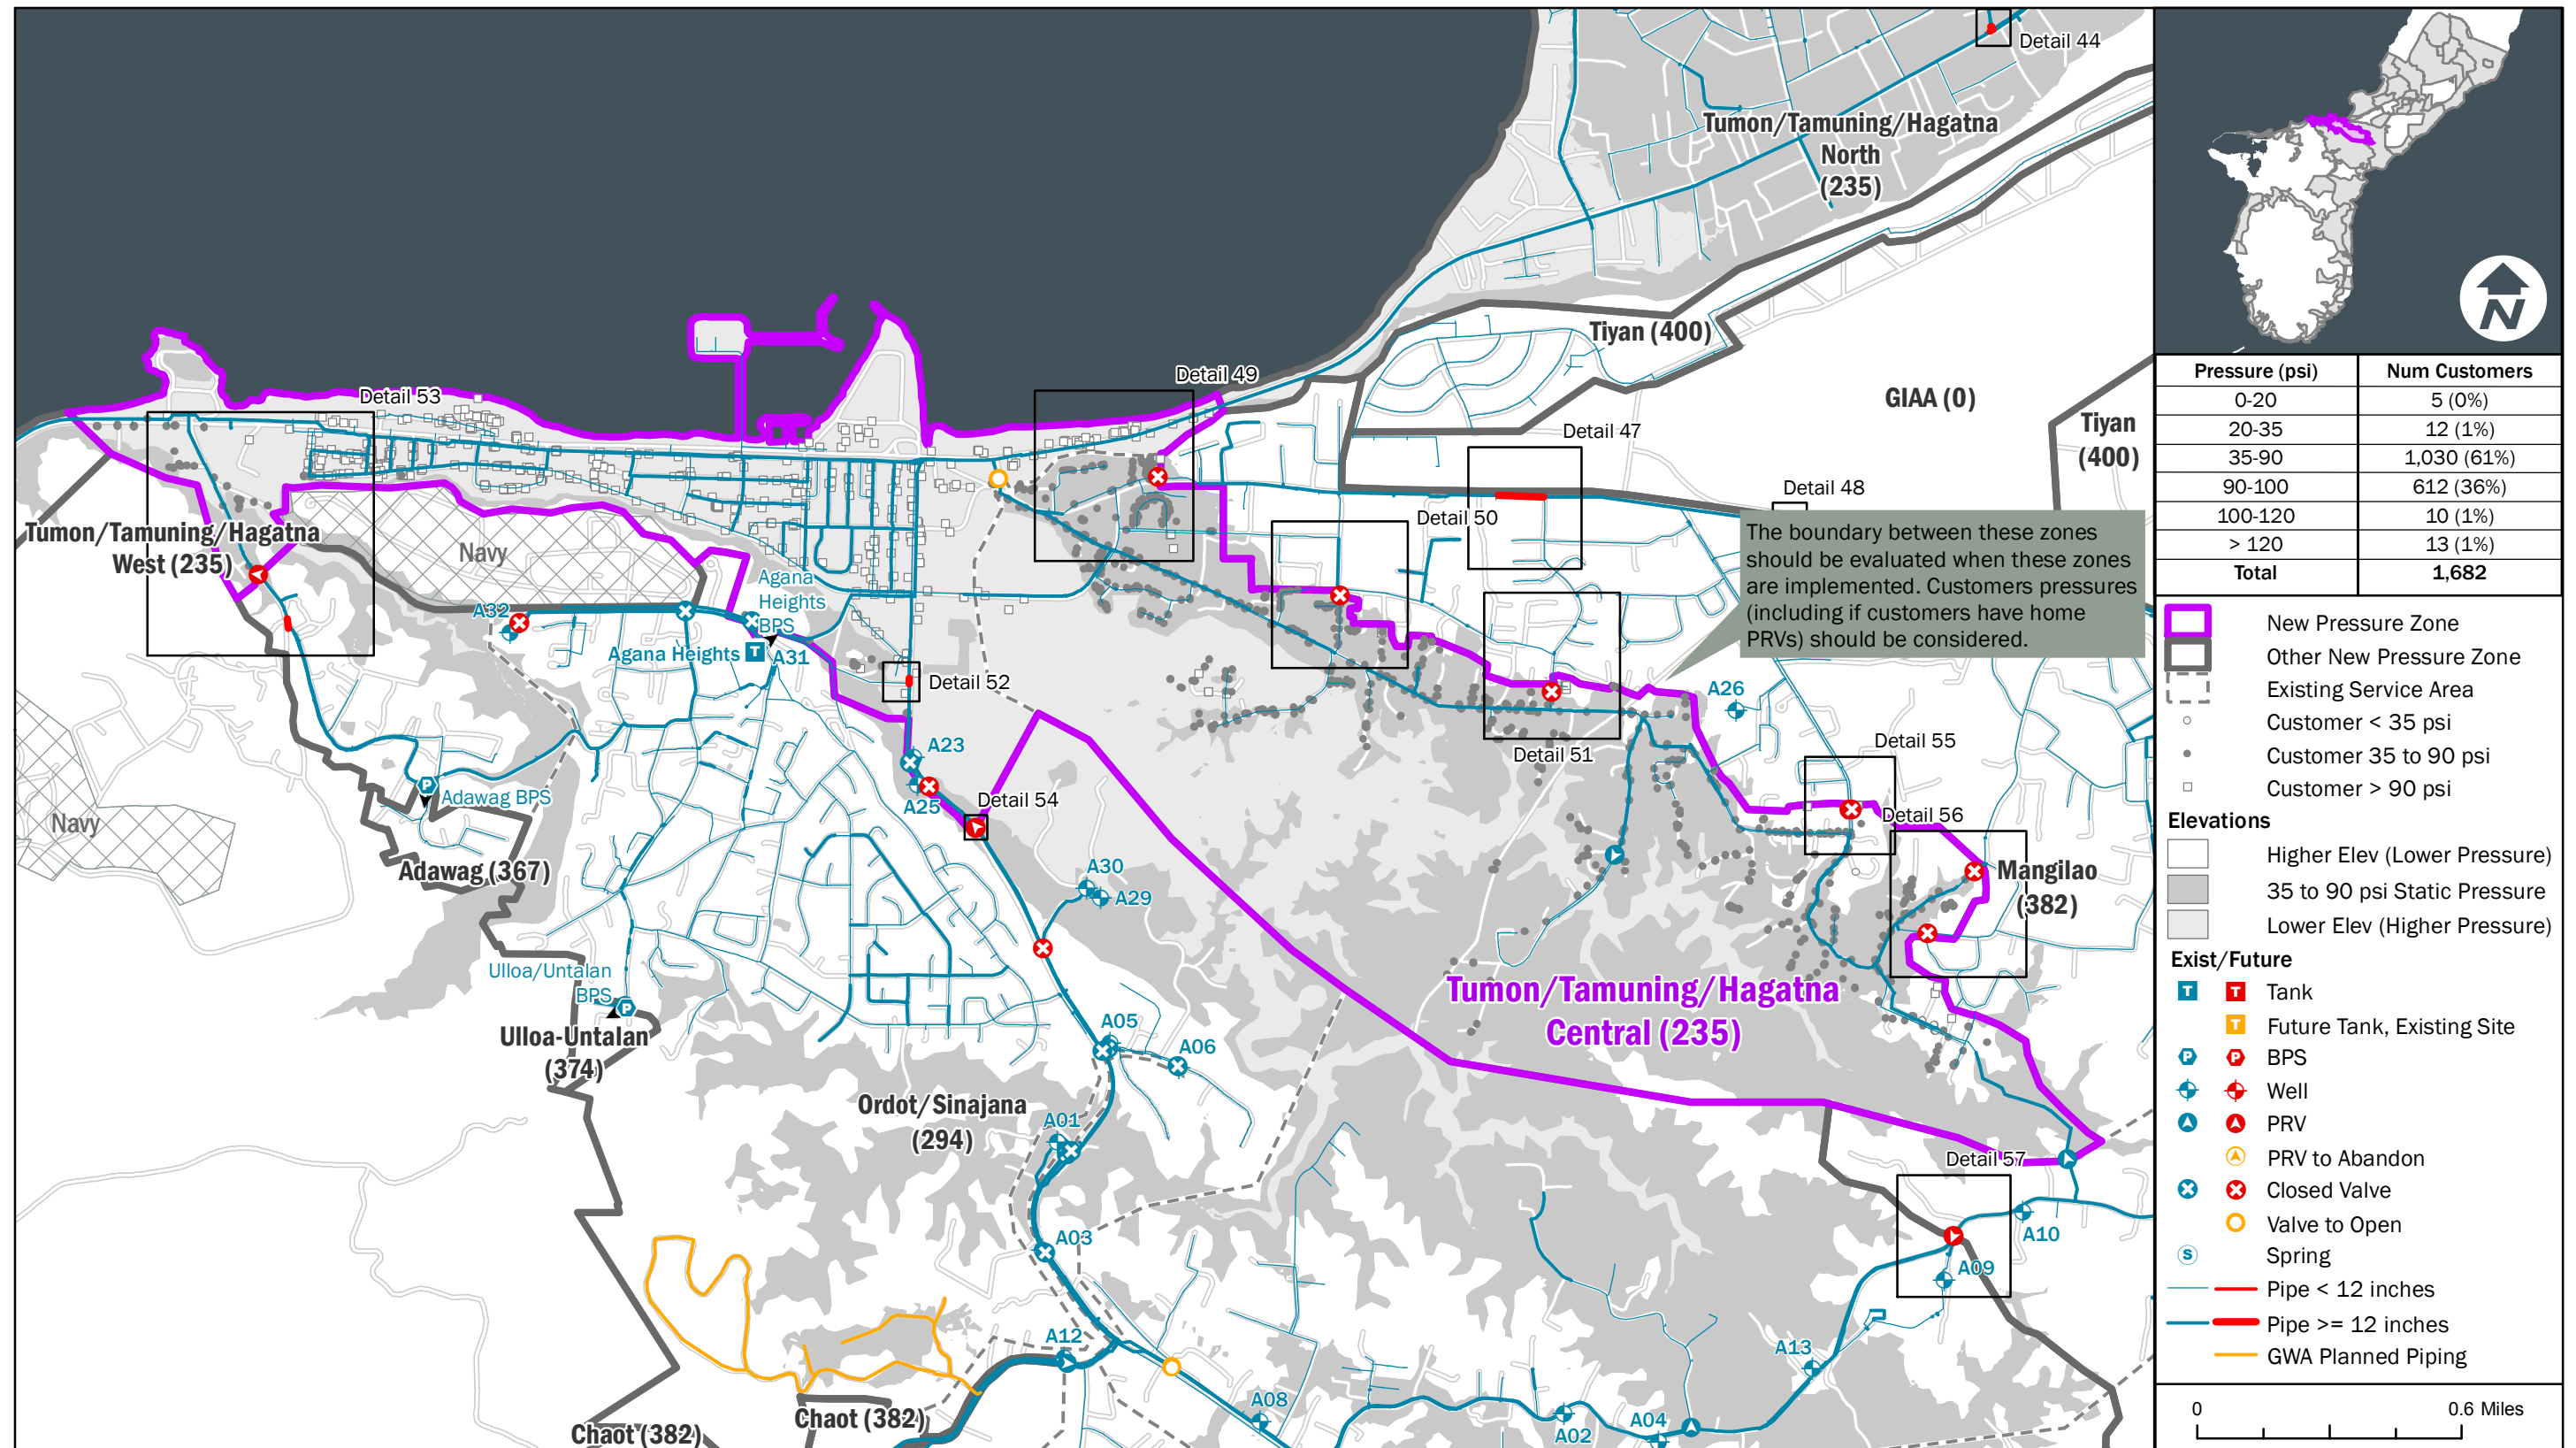 Detail 44
Tumon/Tamuning/Hagatna
North
(235)
Tiyan (400)
GIAA (0)
Tiyan
(400)
Detail 49
Detail 53
Detail 47
Detail 48
Detail 50
The boundary between these zones
should be evaluated when these zones
are implemented. Customers pressures
(including if customers have home
PRVs) should be considered.
Tumon/Tamuning/Hagatna
West (235)
Navy
Agana
Heights
BPS
A32
Agana Heights
T
A31
Detail 52
A26
A23
Detail 51
Detail 55
A25
Detail 54
Detail 56
P
Adawag BPS
Navy
Adawag (367)
A30
A29
Mangilao
(382)
Ulloa/Untalan
BPS
P
Ulloa-Untalan
(374)
Tumon/Tamuning/Hagatna
Central (235)
A05
A06
Ordot/Sinajana
(294)
A01
Detail 57
A03
A10
A09
A12
A13
A08
A04
A02
Chaot (382)
Chaot (382)
N
Pressure (psi) Num Customers
0-20 5 (0%)
20-35 12 (1%)
35-90 1,030 (61%)
90-100 612 (36%)
100-120 10 (1%)
> 120 13 (1%)
Total 1,682
New Pressure Zone
Other New Pressure Zone
Existing Service Area
Customer < 35 psi
Customer 35 to 90 psi
Customer > 90 psi
Elevations
Higher Elev (Lower Pressure)
35 to 90 psi Static Pressure
Lower Elev (Higher Pressure)
Exist/Future
T T Tank
T Future Tank, Existing Site
P P BPS
Well
PRV
PRV to Abandon
Closed Valve
Valve to Open
S Spring
Pipe < 12 inches
Pipe >= 12 inches
GWA Planned Piping
0 0.6 Miles